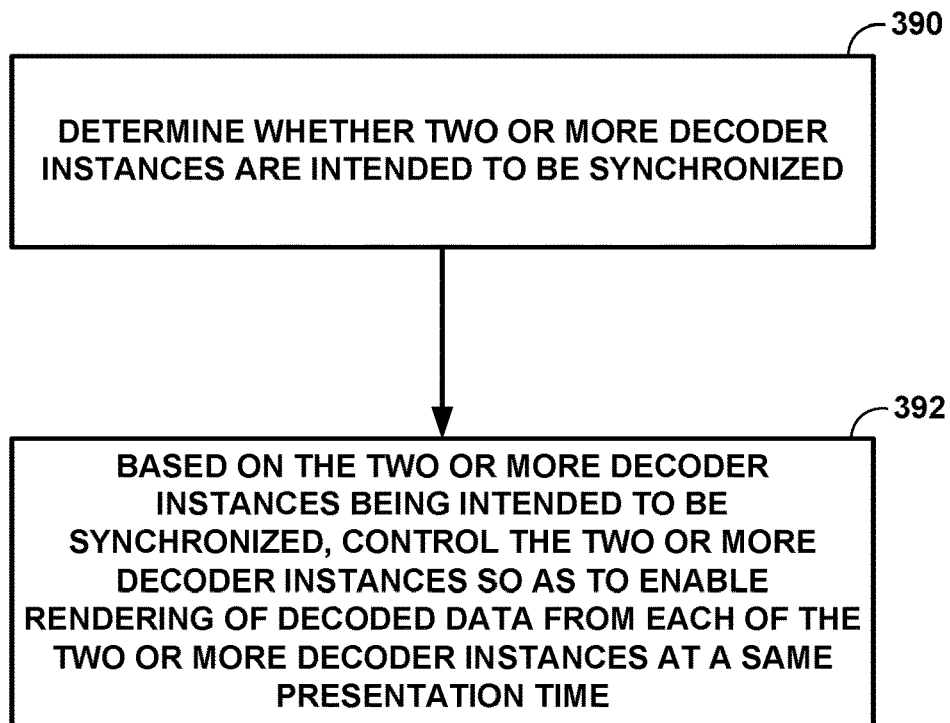 390
DETERMINE WHETHER TWO OR MORE DECODER
INSTANCES ARE INTENDED TO BE SYNCHRONIZED
392
BASED ON THE TWO OR MORE DECODER
INSTANCES BEING INTENDED TO BE
SYNCHRONIZED, CONTROL THE TWO OR MORE
DECODER INSTANCES SO AS TO ENABLE
RENDERING OF DECODED DATA FROM EACH OF THE
TWO OR MORE DECODER INSTANCES AT A SAME
PRESENTATION TIME